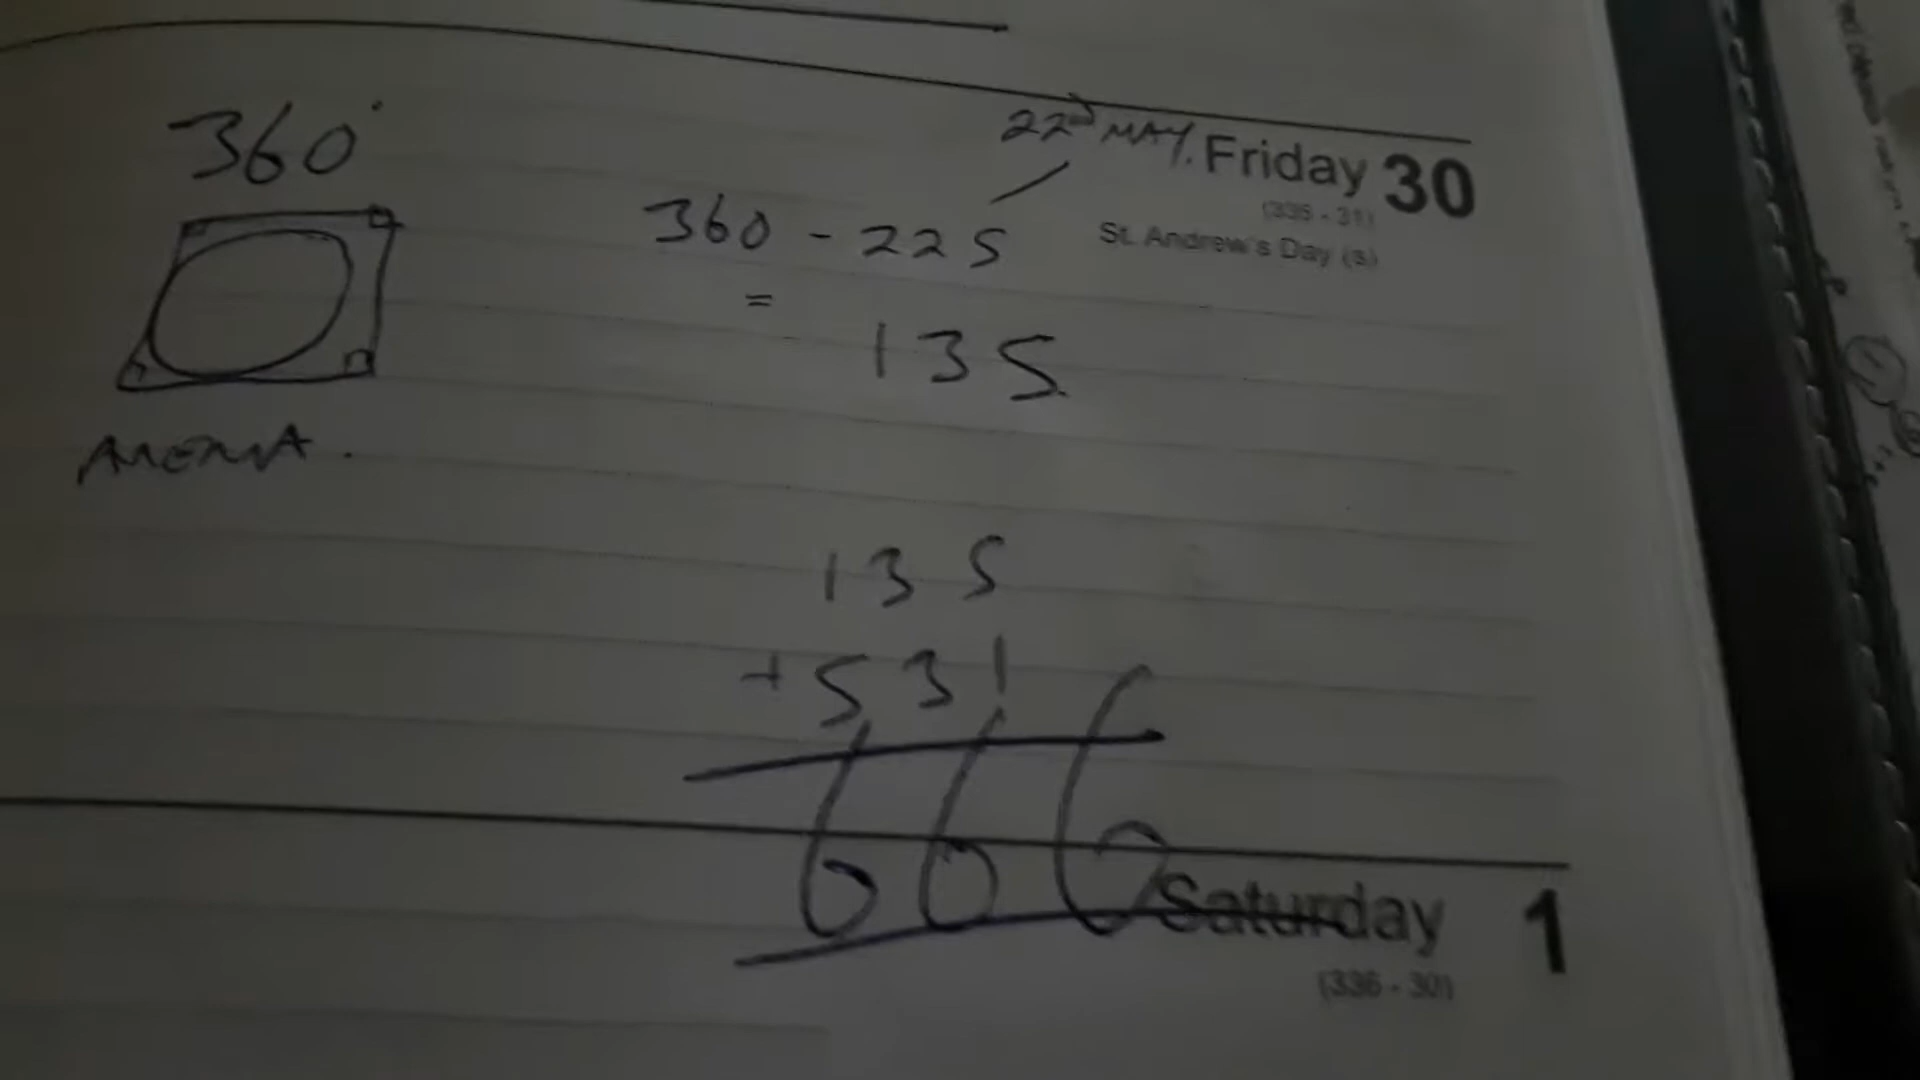 360°
22nd MAY.
Friday 30
(335 - 31)
St. Andrew's Day (s)
360 - 225
=
135
ARENA.
135
+ 531
666
Saturday 1
(336 - 30)